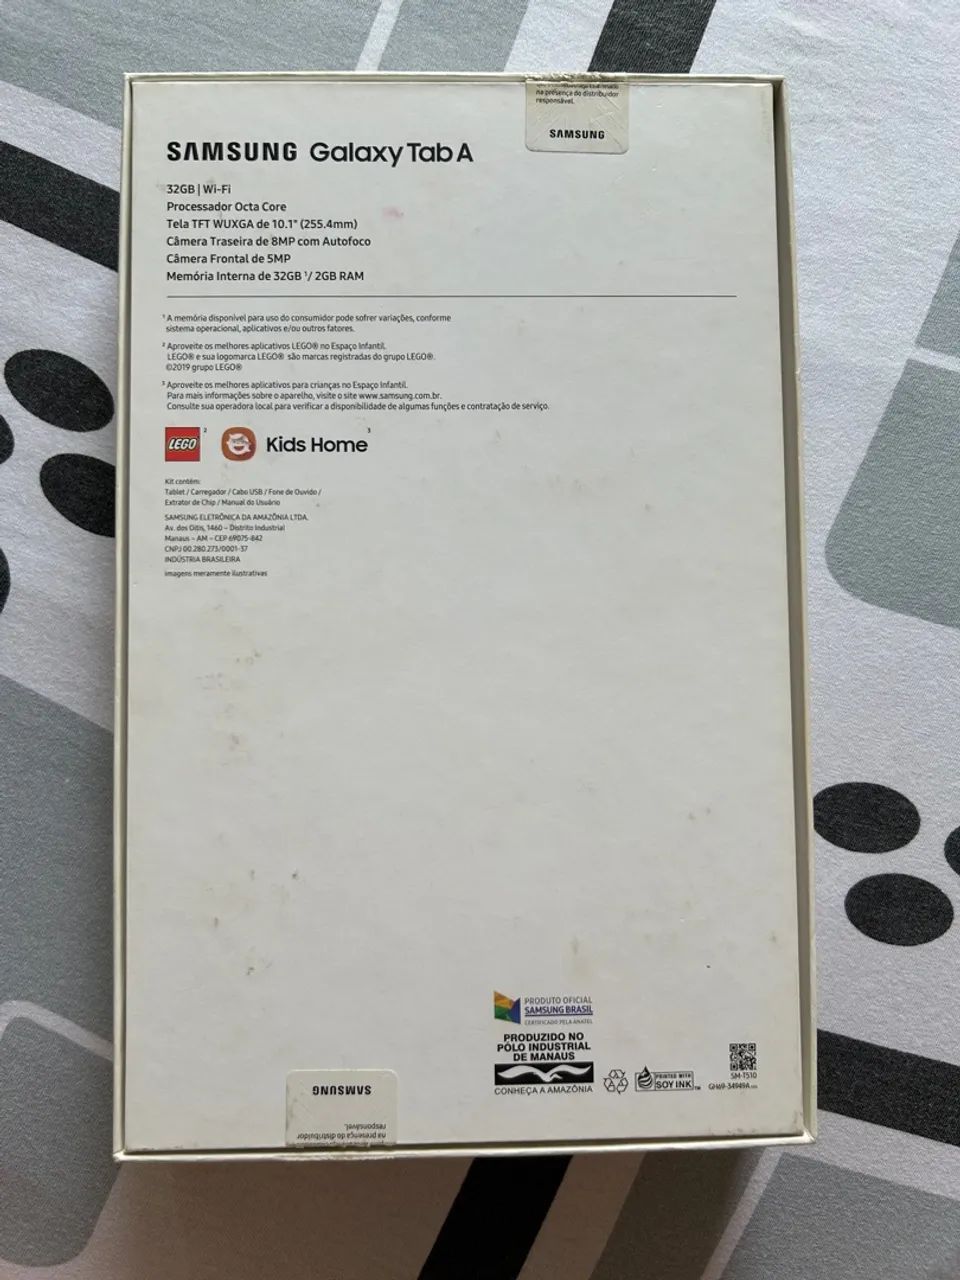 na presença do distribuidor
responsável.
SAMSUNG
SAMSUNG Galaxy Tab A
32GB | Wi-Fi
Processador Octa Core
Tela TFT WUXGA de 10.1" (255.4mm)
Câmera Traseira de 8MP com Autofoco
Câmera Frontal de 5MP
Memória Interna de 32GB ¹/ 2GB RAM
¹ A memória disponível para uso do consumidor pode sofrer variações, conforme
sistema operacional, aplicativos e/ou outros fatores.
² Aproveite os melhores aplicativos LEGO® no Espaço Infantil.
LEGO® e sua logomarca LEGO® são marcas registradas do grupo LEGO®.
©2019 grupo LEGO®
³ Aproveite os melhores aplicativos para crianças no Espaço Infantil.
Para mais informações sobre o aparelho, visite o site www.samsung.com.br.
Consulte sua operadora local para verificar a disponibilidade de algumas funções e contratação de serviço.
LEGO ² Kids Home ³
Kit contém:
Tablet / Carregador / Cabo USB / Fone de Ouvido /
Extrator de Chip / Manual do Usuário
SAMSUNG ELETRÔNICA DA AMAZÔNIA LTDA.
Av. dos Oitis, 1460 – Distrito Industrial
Manaus – AM – CEP 69075-842
CNPJ 00.280.273/0001-37
INDÚSTRIA BRASILEIRA
imagens meramente ilustrativas
PRODUTO OFICIAL
SAMSUNG BRASIL
CERTIFICADO PELA ANATEL
PRODUZIDO NO
PÓLO INDUSTRIAL
DE MANAUS
CONHEÇA A AMAZÔNIA
PRINTED WITH
SOY INK™
SM-T510
GH69-34949A
SAMSUNG
responsável.
na presença do distribuidor